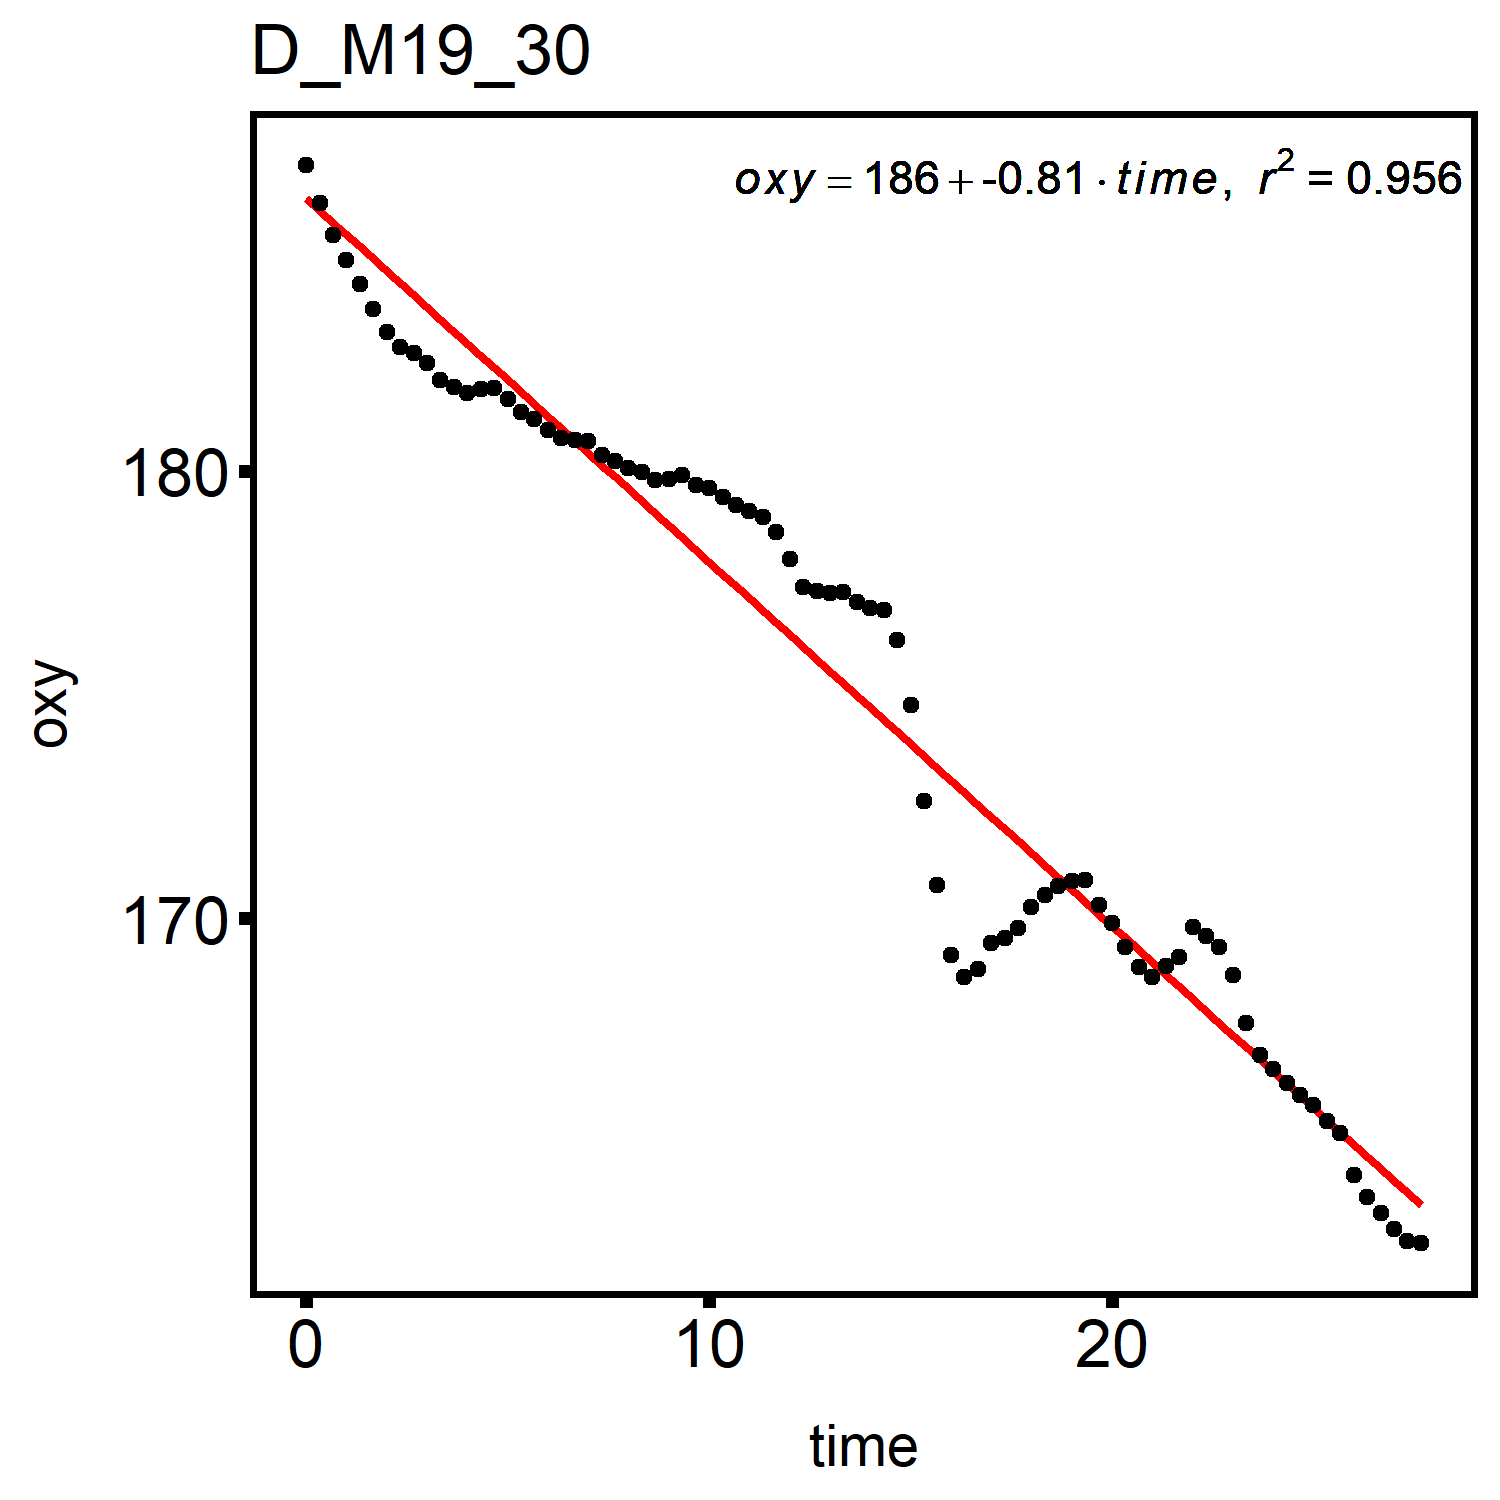 D_M19_30
oxy = 186 + -0.81 · time, r² = 0.956
180
170
oxy
0 10 20
time